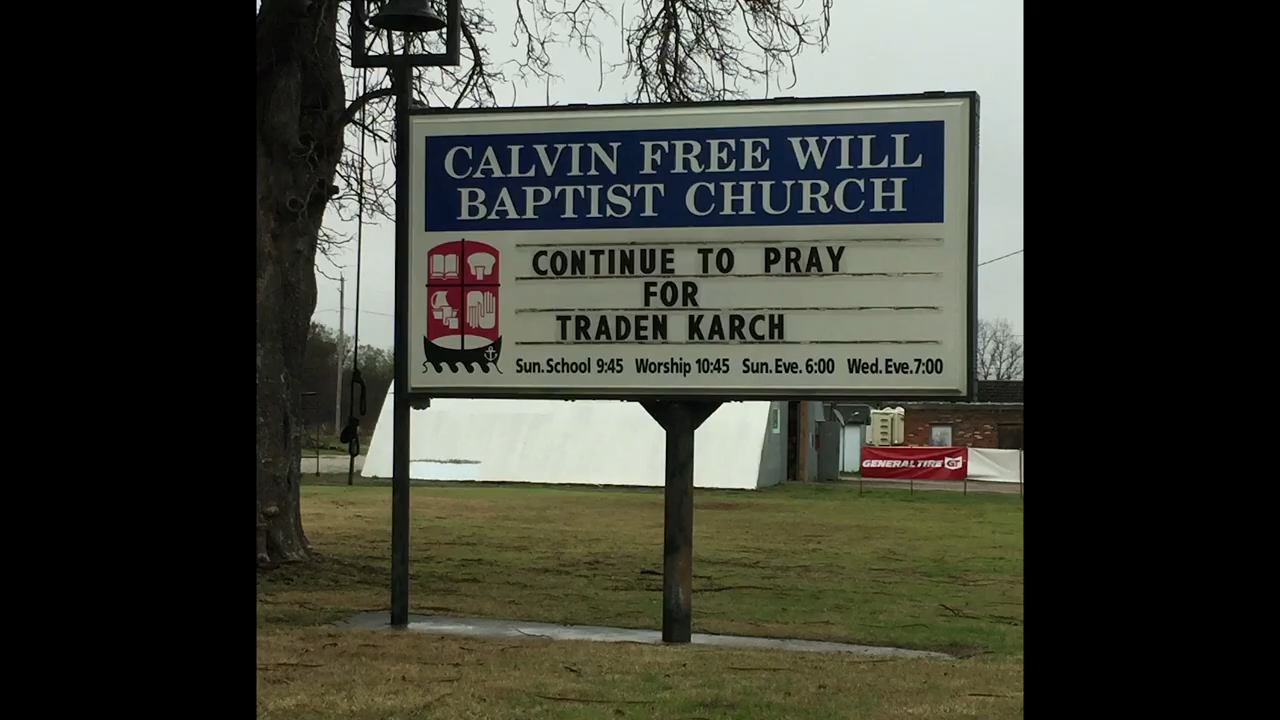 CALVIN FREE WILL
BAPTIST CHURCH
CONTINUE TO PRAY
FOR
TRADEN KARCH
Sun. School 9:45 Worship 10:45 Sun. Eve. 6:00 Wed. Eve. 7:00
GENERAL TIRE GT